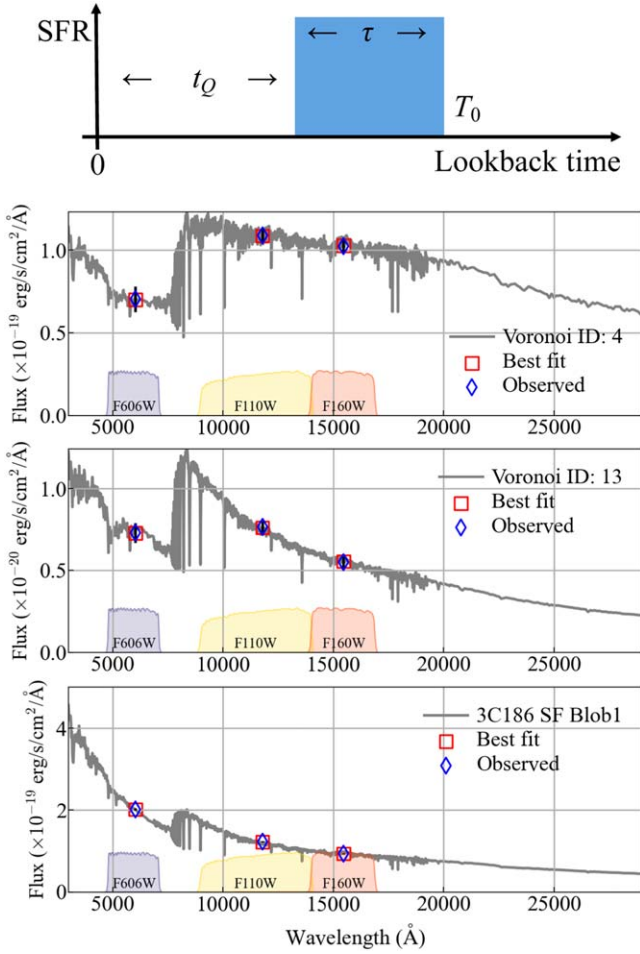 SFR
← τ →
← t_Q →
T_0
0
Lookback time
Flux (×10^−19 erg/s/cm²/Å)
1.0
0.5
0.0
Voronoi ID: 4
Best fit
Observed
F606W
F110W
F160W
5000 10000 15000 20000
Flux (×10^−20 erg/s/cm²/Å)
1.0
0.5
0.0
Voronoi ID: 13
Best fit
Observed
F606W
F110W
F160W
5000 10000 15000 20000
Flux (×10^−19 erg/s/cm²/Å)
4
2
0
3C186 SF Blob1
Best fit
Observed
F606W
F110W
F160W
5000 10000 15000 20000
Wavelength (Å)